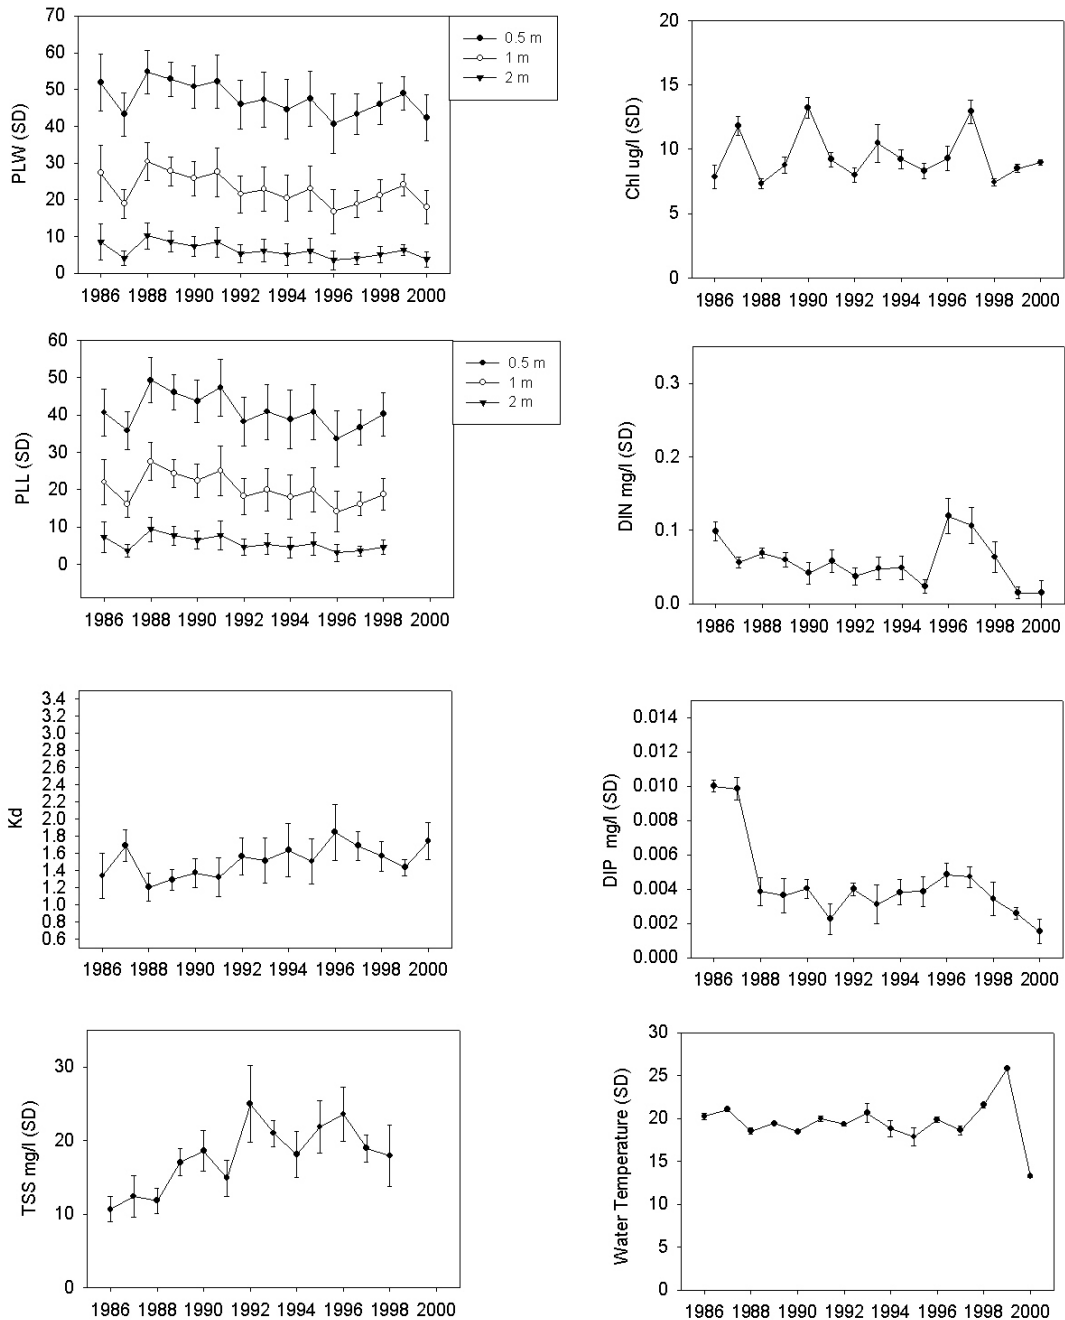 PLW (SD)
70
60
50
40
30
20
10
0
1986 1988 1990 1992 1994 1996 1998 2000
0.5 m
1 m
2 m
Chl ug/l (SD)
20
15
10
5
0
1986 1988 1990 1992 1994 1996 1998 2000
PLL (SD)
60
50
40
30
20
10
0
1986 1988 1990 1992 1994 1996 1998 2000
0.5 m
1 m
2 m
DIN mg/l (SD)
0.3
0.2
0.1
0.0
1986 1988 1990 1992 1994 1996 1998 2000
Kd
3.4
3.2
3.0
2.8
2.6
2.4
2.2
2.0
1.8
1.6
1.4
1.2
1.0
0.8
0.6
1986 1988 1990 1992 1994 1996 1998 2000
DIP mg/l (SD)
0.014
0.012
0.010
0.008
0.006
0.004
0.002
0.000
1986 1988 1990 1992 1994 1996 1998 2000
TSS mg/l (SD)
30
20
10
0
1986 1988 1990 1992 1994 1996 1998 2000
Water Temperature (SD)
30
25
20
15
10
5
0
1986 1988 1990 1992 1994 1996 1998 2000